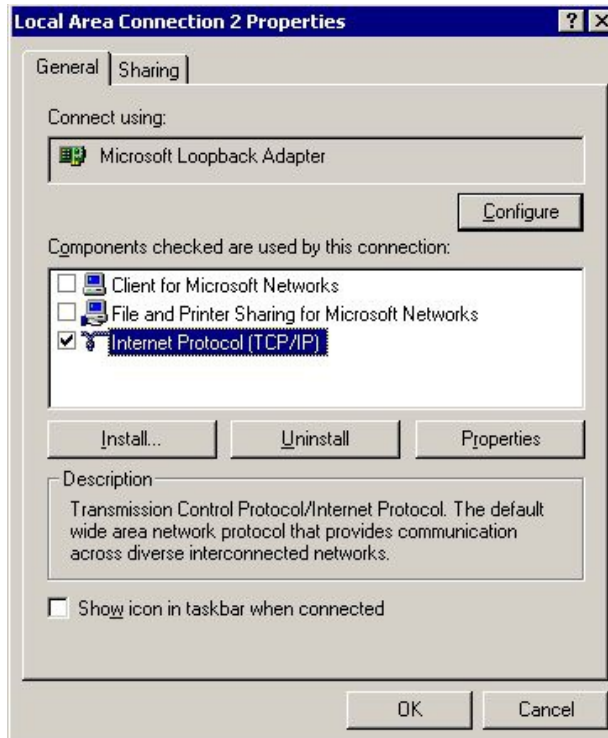 Local Area Connection 2 Properties
General
Sharing
Connect using:
Microsoft Loopback Adapter
Configure
Components checked are used by this connection:
Client for Microsoft Networks
File and Printer Sharing for Microsoft Networks
Internet Protocol (TCP/IP)
Install...
Uninstall
Properties
Description
Transmission Control Protocol/Internet Protocol. The default
wide area network protocol that provides communication
across diverse interconnected networks.
Show icon in taskbar when connected
OK
Cancel